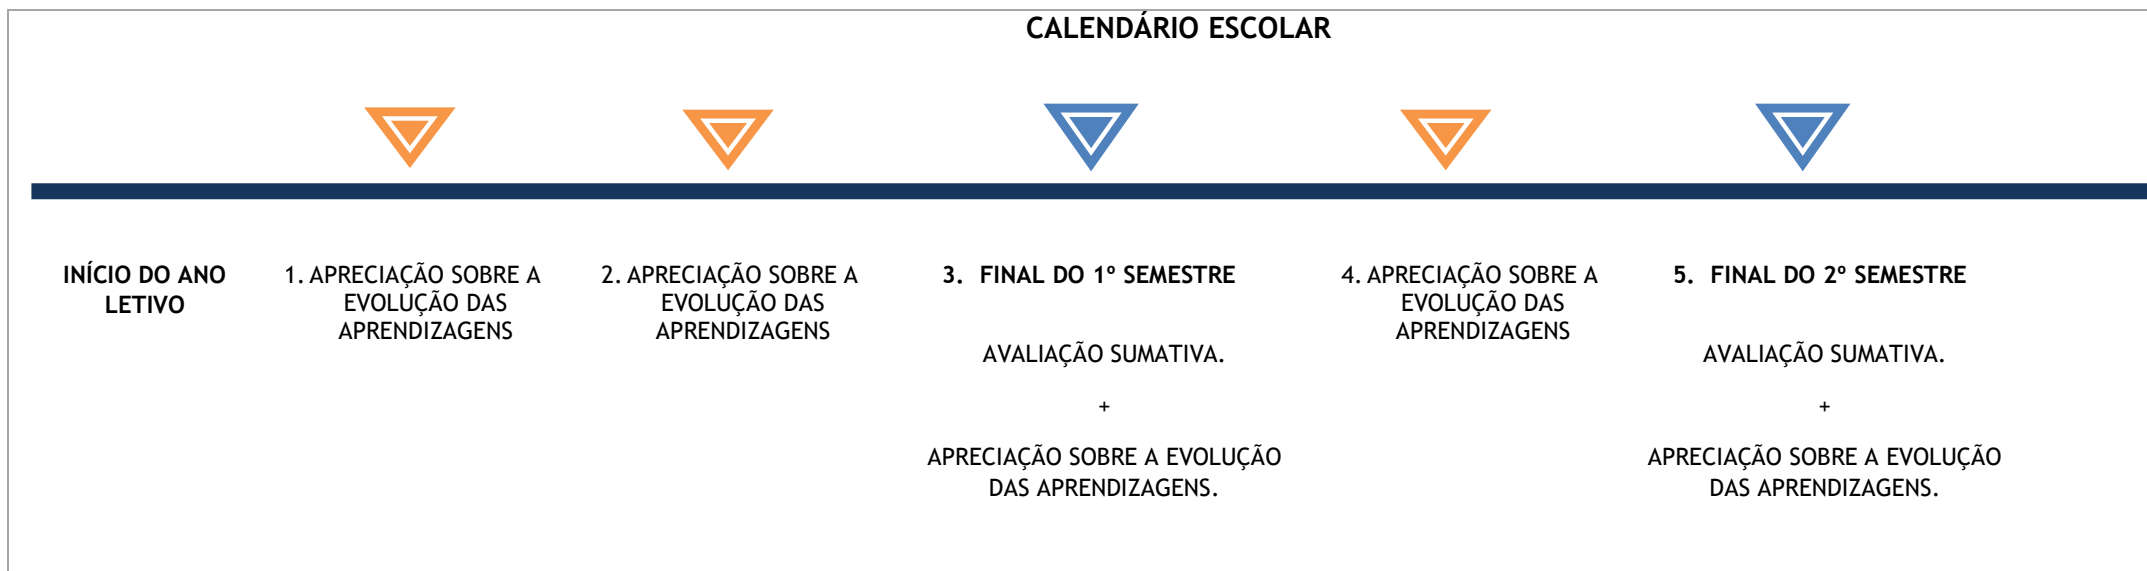 CALENDÁRIO ESCOLAR
INÍCIO DO ANO
LETIVO
1. APRECIAÇÃO SOBRE A
EVOLUÇÃO DAS
APRENDIZAGENS
2. APRECIAÇÃO SOBRE A
EVOLUÇÃO DAS
APRENDIZAGENS
3. FINAL DO 1º SEMESTRE
AVALIAÇÃO SUMATIVA.
+
APRECIAÇÃO SOBRE A EVOLUÇÃO
DAS APRENDIZAGENS.
4. APRECIAÇÃO SOBRE A
EVOLUÇÃO DAS
APRENDIZAGENS
5. FINAL DO 2º SEMESTRE
AVALIAÇÃO SUMATIVA.
+
APRECIAÇÃO SOBRE A EVOLUÇÃO
DAS APRENDIZAGENS.